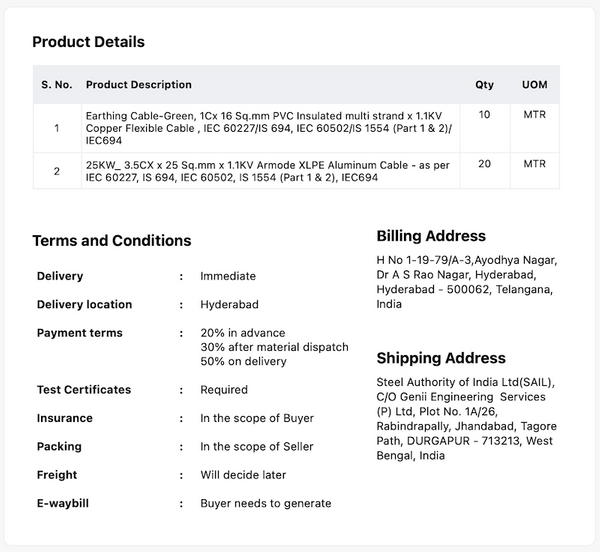 Product Details
S. No. Product Description Qty UOM
1 Earthing Cable-Green, 1Cx 16 Sq.mm PVC Insulated multi strand x 1.1KV 10 MTR
Copper Flexible Cable , IEC 60227/IS 694, IEC 60502/IS 1554 (Part 1 & 2)/
IEC694
2 25KW_ 3.5CX x 25 Sq.mm x 1.1KV Armode XLPE Aluminum Cable - as per 20 MTR
IEC 60227, IS 694, IEC 60502, IS 1554 (Part 1 & 2), IEC694
Terms and Conditions
Delivery : Immediate
Delivery location : Hyderabad
Payment terms : 20% in advance
30% after material dispatch
50% on delivery
Test Certificates : Required
Insurance : In the scope of Buyer
Packing : In the scope of Seller
Freight : Will decide later
E-waybill : Buyer needs to generate
Billing Address
H No 1-19-79/A-3,Ayodhya Nagar,
Dr A S Rao Nagar, Hyderabad,
Hyderabad - 500062, Telangana,
India
Shipping Address
Steel Authority of India Ltd(SAIL),
C/O Genii Engineering Services
(P) Ltd, Plot No. 1A/26,
Rabindrapally, Jhandabad, Tagore
Path, DURGAPUR - 713213, West
Bengal, India